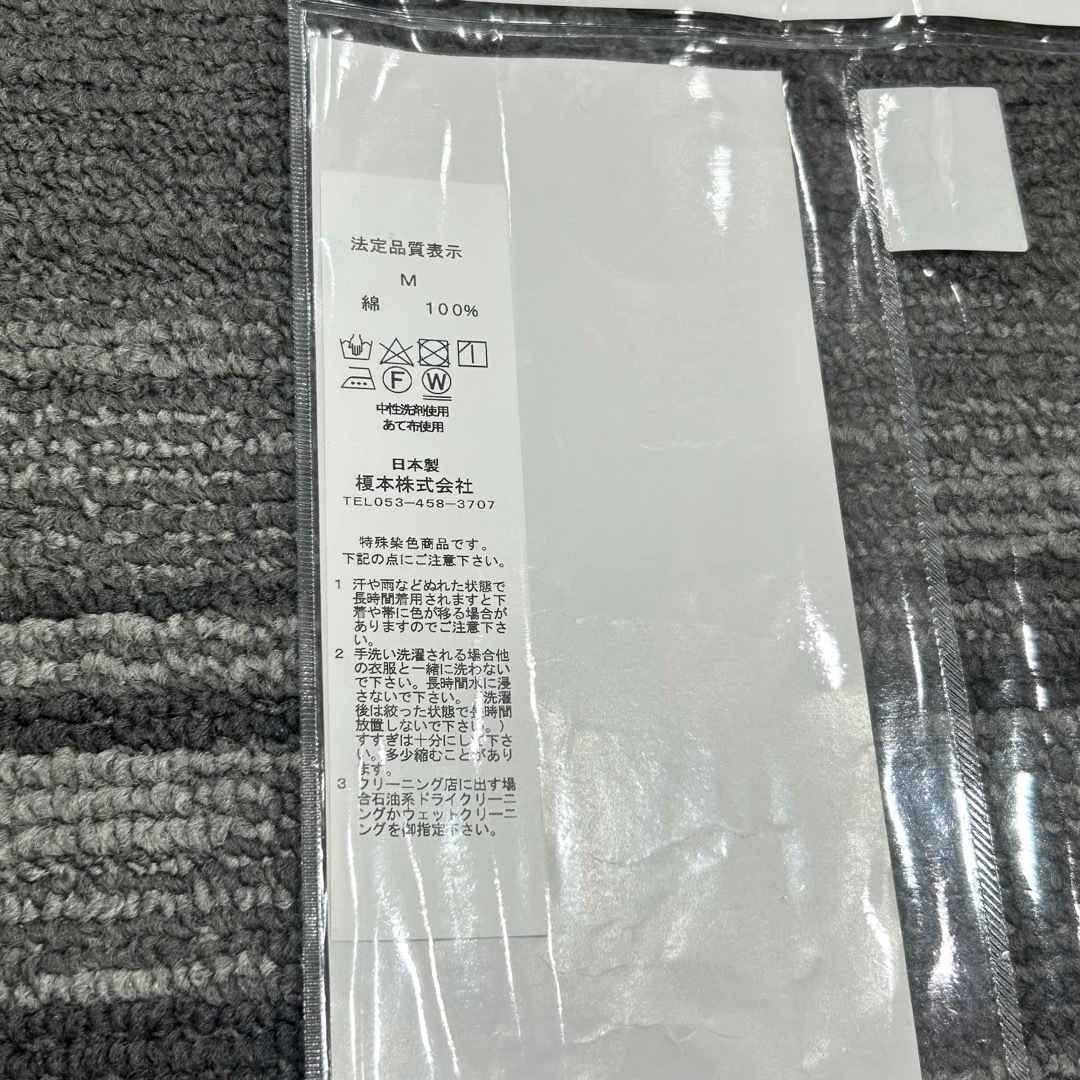 法定品質表示
M
綿 100%
F W
中性洗剤使用
あて布使用
日本製
榎本株式会社
TEL053-458-3707
特殊染色商品です。
下記の点にご注意下さい。
1 汗や雨などぬれた状態で
長時間着用されますと下
着や帯に色が移る場合が
ありますのでご注意下さ
い。
2 手洗い洗濯される場合他
の衣服と一緒に洗わない
で下さい。長時間水に浸
さないで下さい。(洗濯
後は絞った状態で長時間
放置しないで下さい。)
すすぎは十分にして下さ
い。多少縮むことがあり
ます。
3 クリーニング店に出す場
合石油系ドライクリーニ
ングかウェットクリーニ
ングを御指定下さい。